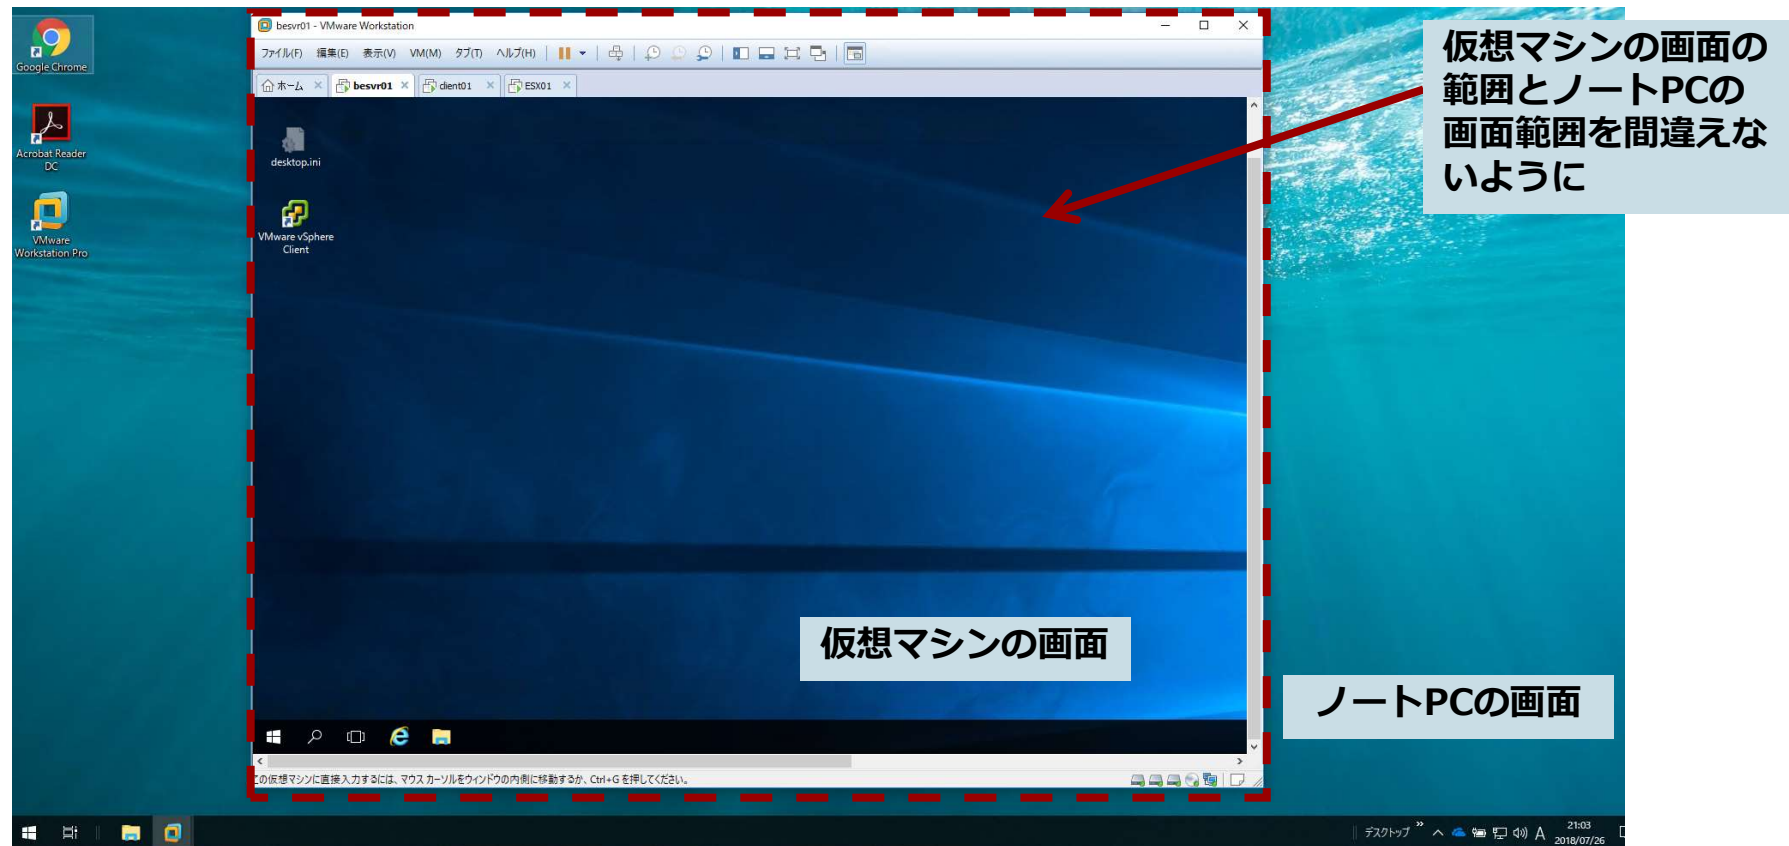 Google Chrome
Acrobat Reader
DC
VMware
Workstation Pro
besvr01 - VMware Workstation
ファイル(F) 編集(E) 表示(V) VM(M) タブ(T) ヘルプ(H)
ホーム besvr01 client01 ESX01
desktop.ini
VMware vSphere
Client
仮想マシンの画面の
範囲とノートPCの
画面範囲を間違えな
いように
仮想マシンの画面
ノートPCの画面
この仮想マシンに直接入力するには、マウス カーソルをウィンドウの内側に移動するか、Ctrl+G を押してください。
デスクトップ A 21:03
2018/07/26